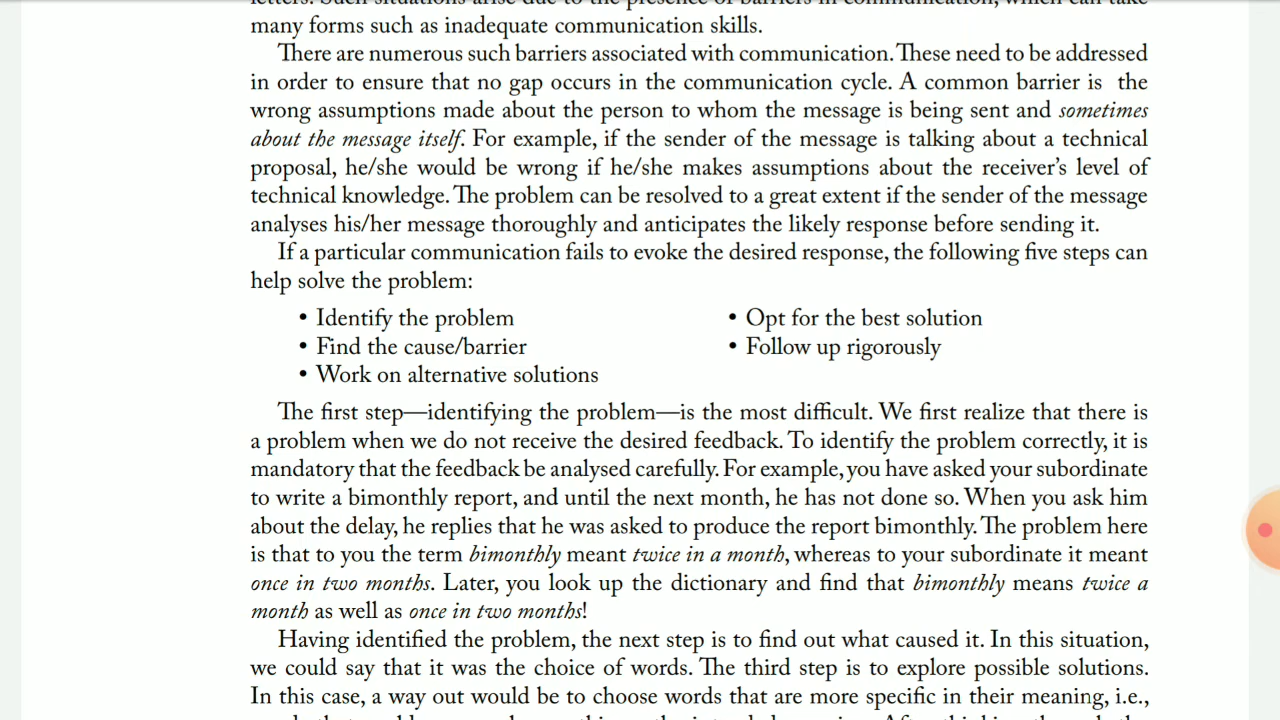 letters. Such situations arise due to the presence of barriers in communication, which can take
many forms such as inadequate communication skills.
There are numerous such barriers associated with communication. These need to be addressed
in order to ensure that no gap occurs in the communication cycle. A common barrier is the
wrong assumptions made about the person to whom the message is being sent and sometimes
about the message itself. For example, if the sender of the message is talking about a technical
proposal, he/she would be wrong if he/she makes assumptions about the receiver’s level of
technical knowledge. The problem can be resolved to a great extent if the sender of the message
analyses his/her message thoroughly and anticipates the likely response before sending it.
If a particular communication fails to evoke the desired response, the following five steps can
help solve the problem:
• Identify the problem
• Find the cause/barrier
• Work on alternative solutions
• Opt for the best solution
• Follow up rigorously
The first step—identifying the problem—is the most difficult. We first realize that there is
a problem when we do not receive the desired feedback. To identify the problem correctly, it is
mandatory that the feedback be analysed carefully. For example, you have asked your subordinate
to write a bimonthly report, and until the next month, he has not done so. When you ask him
about the delay, he replies that he was asked to produce the report bimonthly. The problem here
is that to you the term bimonthly meant twice in a month, whereas to your subordinate it meant
once in two months. Later, you look up the dictionary and find that bimonthly means twice a
month as well as once in two months!
Having identified the problem, the next step is to find out what caused it. In this situation,
we could say that it was the choice of words. The third step is to explore possible solutions.
In this case, a way out would be to choose words that are more specific in their meaning, i.e.,